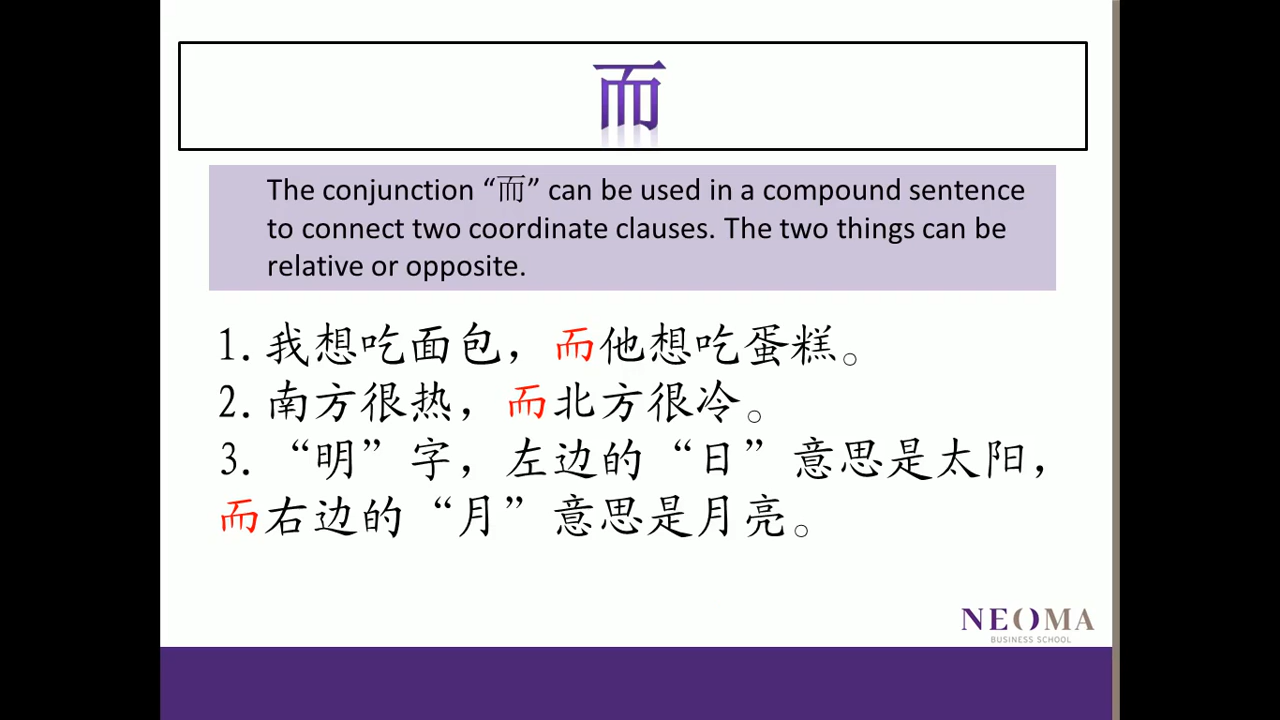 而
The conjunction “而” can be used in a compound sentence
to connect two coordinate clauses. The two things can be
relative or opposite.
1. 我想吃面包，而他想吃蛋糕。
2. 南方很热，而北方很冷。
3. “明”字，左边的“日”意思是太阳，
而右边的“月”意思是月亮。
NEOMA
BUSINESS SCHOOL